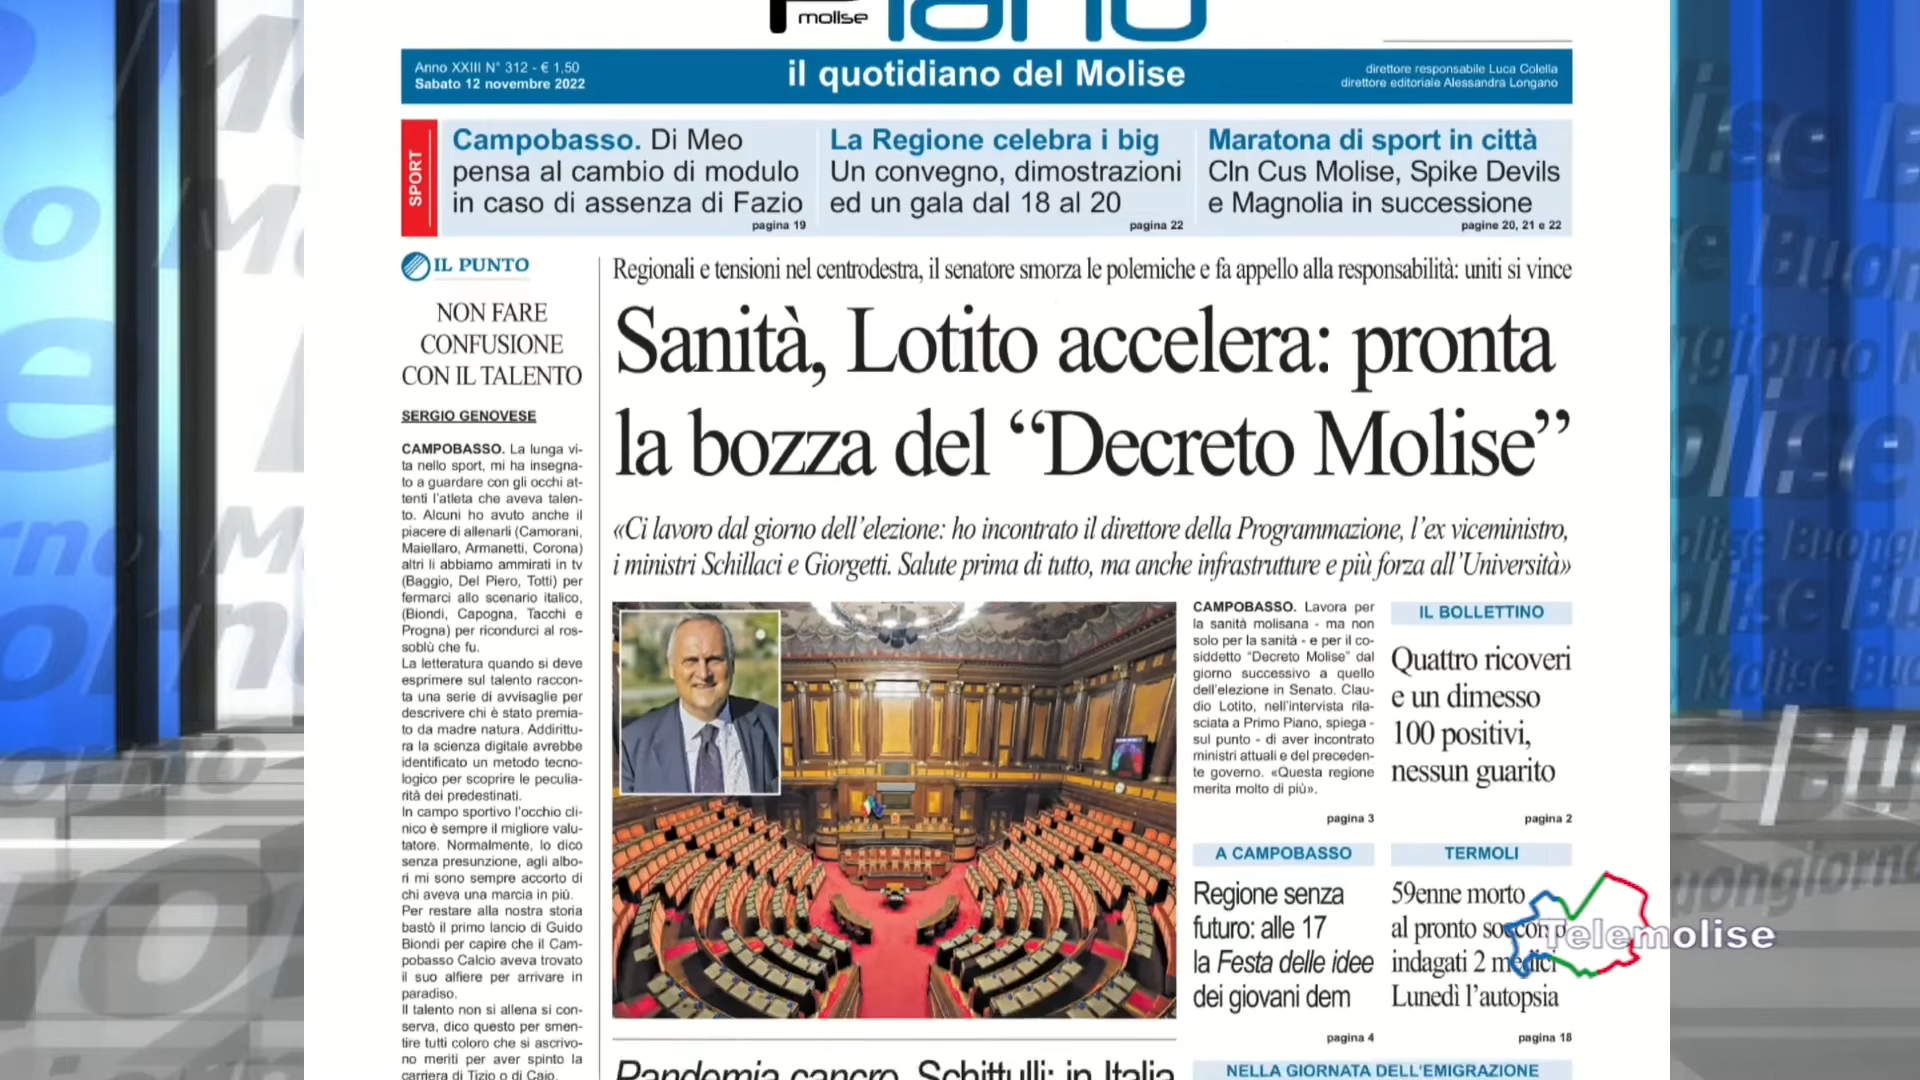 molise
Anno XXIII N° 312 - € 1,50
Sabato 12 novembre 2022
il quotidiano del Molise
direttore responsabile Luca Colella
direttore editoriale Alessandra Longano
SPORT
Campobasso. Di Meo
pensa al cambio di modulo
in caso di assenza di Fazio
pagina 19
La Regione celebra i big
Un convegno, dimostrazioni
ed un gala dal 18 al 20
pagina 22
Maratona di sport in città
Cln Cus Molise, Spike Devils
e Magnolia in successione
pagine 20, 21 e 22
IL PUNTO
NON FARE
CONFUSIONE
CON IL TALENTO
SERGIO GENOVESE
CAMPOBASSO. La lunga vi-
ta nello sport, mi ha insegna-
to a guardare con gli occhi at-
tenti l'atleta che aveva talen-
to. Alcuni ho avuto anche il
piacere di allenarli (Camorani,
Maiellaro, Armanetti, Corona)
altri li abbiamo ammirati in tv
(Baggio, Del Piero, Totti) per
fermarci allo scenario italico,
(Biondi, Capogna, Tacchi e
Progna) per ricondurci al ros-
soblù che fu.
La letteratura quando si deve
esprimere sul talento raccon-
ta una serie di avvisaglie per
descrivere chi è stato premia-
to da madre natura. Addirittu-
ra la scienza digitale avrebbe
identificato un metodo tecno-
logico per scoprire le peculia-
rità dei predestinati.
In campo sportivo l'occhio cli-
nico è sempre il migliore valu-
tatore. Normalmente, lo dico
senza presunzione, agli albo-
ri mi sono sempre accorto di
chi aveva una marcia in più.
Per restare alla nostra storia
bastò il primo lancio di Guido
Biondi per capire che il Cam-
pobasso Calcio aveva trovato
il suo alfiere per arrivare in
paradiso.
Il talento non si allena si con-
serva, dico questo per smen-
tire tutti coloro che si ascrivo-
no meriti per aver spinto la
carriera di Tizio o di Caio.
Regionali e tensioni nel centrodestra, il senatore smorza le polemiche e fa appello alla responsabilità: uniti si vince
Sanità, Lotito accelera: pronta
la bozza del “Decreto Molise”
«Ci lavoro dal giorno dell'elezione: ho incontrato il direttore della Programmazione, l'ex viceministro,
i ministri Schillaci e Giorgetti. Salute prima di tutto, ma anche infrastrutture e più forza all'Università»
CAMPOBASSO. Lavora per
la sanità molisana - ma non
solo per la sanità - e per il co-
siddetto “Decreto Molise” dal
giorno successivo a quello
dell'elezione in Senato. Clau-
dio Lotito, nell'intervista rila-
sciata a Primo Piano, spiega -
sul punto - di aver incontrato
ministri attuali e del preceden-
te governo. «Questa regione
merita molto di più».
pagina 3
IL BOLLETTINO
Quattro ricoveri
e un dimesso
100 positivi,
nessun guarito
pagina 2
A CAMPOBASSO
Regione senza
futuro: alle 17
la Festa delle idee
dei giovani dem
pagina 4
TERMOLI
59enne morto
al pronto
indagati 2 medici
Lunedì l'autopsia
pagina 18
Telemolise
Pandemia cancro, Schittulli: in Italia
NELLA GIORNATA DELL'EMIGRAZIONE